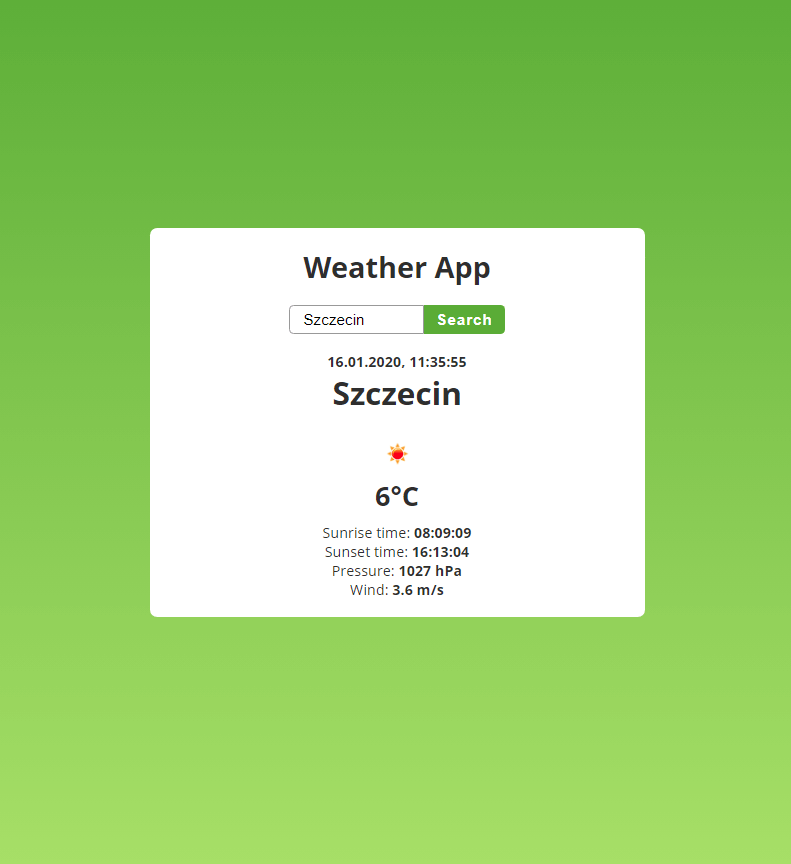 Weather App
Szczecin Search
16.01.2020, 11:35:55
Szczecin
6°C
Sunrise time: 08:09:09
Sunset time: 16:13:04
Pressure: 1027 hPa
Wind: 3.6 m/s